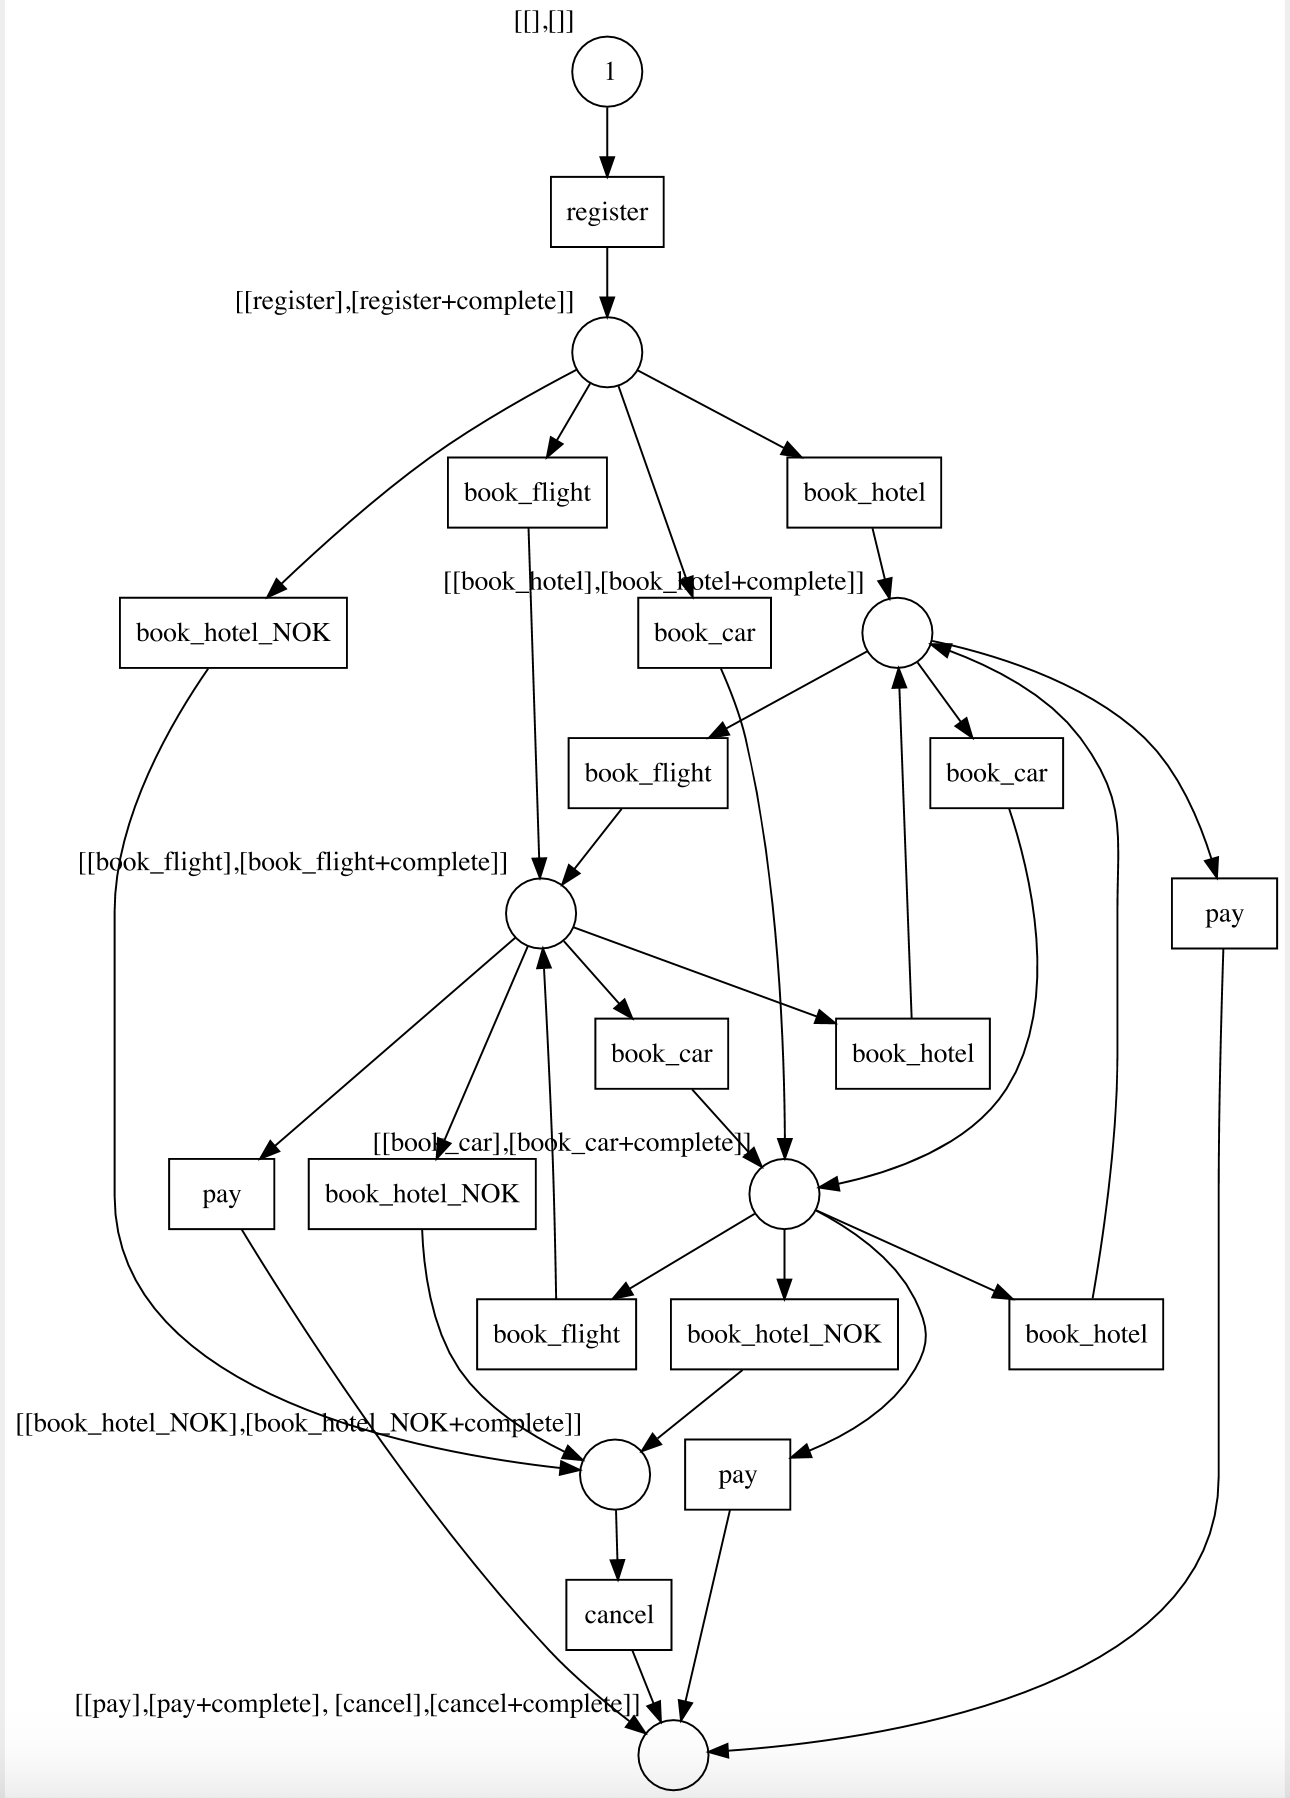 [[],[]]
1
register
[[register],[register+complete]]
book_flight
book_hotel
[[book_hotel],[book_hotel+complete]]
book_hotel_NOK
book_car
book_flight
book_car
[[book_flight],[book_flight+complete]]
pay
book_car
book_hotel
[[book_car],[book_car+complete]]
pay
book_hotel_NOK
book_flight
book_hotel_NOK
book_hotel
[[book_hotel_NOK],[book_hotel_NOK+complete]]
pay
cancel
[[pay],[pay+complete], [cancel],[cancel+complete]]